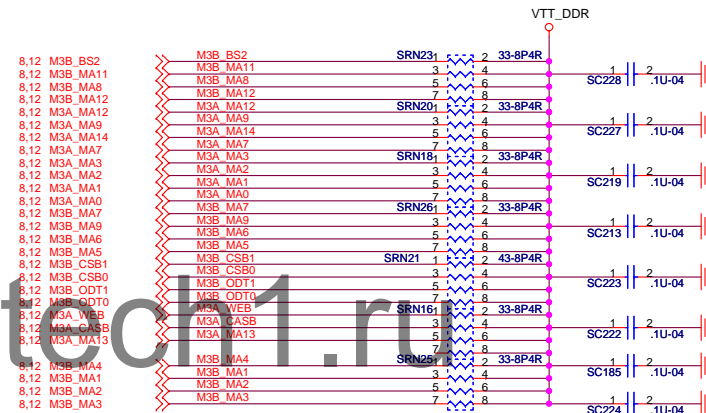 VTT_DDR
8,12 M3B_BS2 M3B_BS2 SRN23 1 2 33-8P4R
8,12 M3B_MA11 M3B_MA11 3 4 SC228 1 2 .1U-04
8,12 M3B_MA8 M3B_MA8 5 6
8,12 M3B_MA12 M3B_MA12 7 8
8,12 M3A_MA12 M3A_MA12 SRN20 1 2 33-8P4R
8,12 M3A_MA9 M3A_MA9 3 4 SC227 1 2 .1U-04
8,12 M3A_MA14 M3A_MA14 5 6
8,12 M3A_MA7 M3A_MA7 7 8
8,12 M3A_MA3 M3A_MA3 SRN18 1 2 33-8P4R
8,12 M3A_MA2 M3A_MA2 3 4 SC219 1 2 .1U-04
8,12 M3A_MA1 M3A_MA1 5 6
8,12 M3A_MA0 M3A_MA0 7 8
8,12 M3B_MA7 M3B_MA7 SRN26 1 2 33-8P4R
8,12 M3B_MA9 M3B_MA9 3 4 SC213 1 2 .1U-04
8,12 M3B_MA6 M3B_MA6 5 6
8,12 M3B_MA5 M3B_MA5 7 8
8,12 M3B_CSB1 M3B_CSB1 SRN21 1 2 43-8P4R
8,12 M3B_CSB0 M3B_CSB0 3 4 SC223 1 2 .1U-04
8,12 M3B_ODT1 M3B_ODT1 5 6
8,12 M3B_ODT0 M3B_ODT0 7 8
8,12 M3A_WEB M3A_WEB SRN16 1 2 33-8P4R
8,12 M3A_CASB M3A_CASB 3 4 SC222 1 2 .1U-04
8,12 M3A_MA13 M3A_MA13 5 6
7 8
8,12 M3B_MA4 M3B_MA4 SRN25 1 2 33-8P4R
8,12 M3B_MA1 M3B_MA1 3 4 SC185 1 2 .1U-04
8,12 M3B_MA2 M3B_MA2 5 6
8,12 M3B_MA3 M3B_MA3 7 8 SC224 1 2 .1U-04
tech1.ru